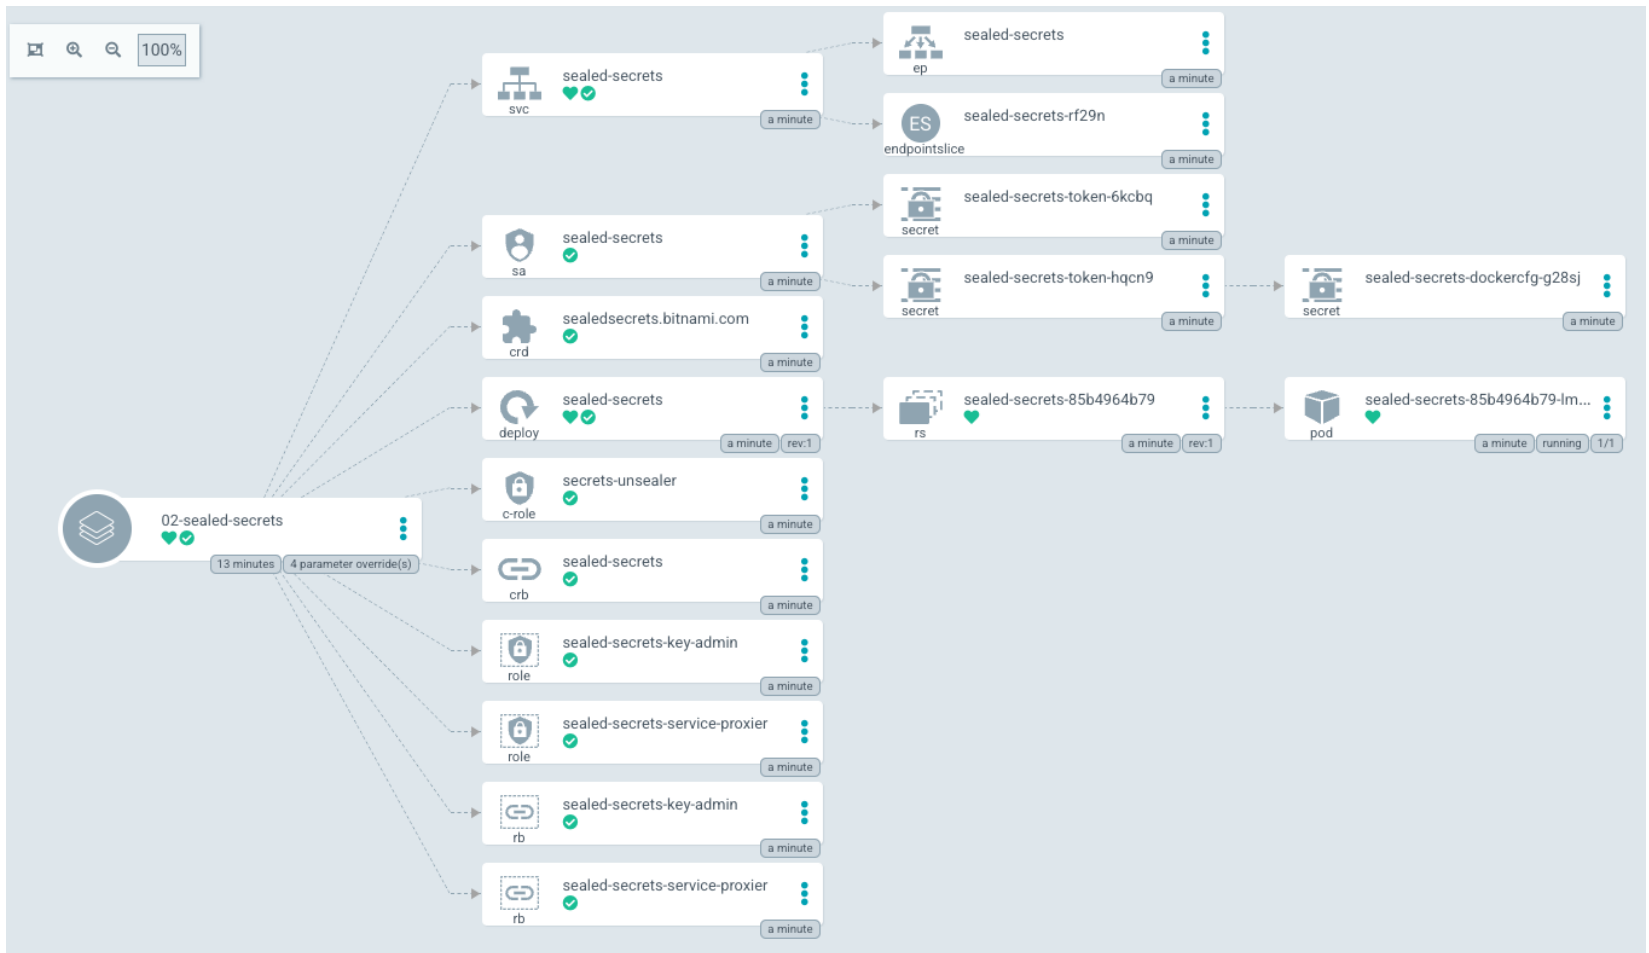 100%
02-sealed-secrets
13 minutes
4 parameter override(s)
sealed-secrets
svc
a minute
sealed-secrets
sa
a minute
sealedsecrets.bitnami.com
crd
a minute
sealed-secrets
deploy
a minute
rev:1
secrets-unsealer
c-role
a minute
sealed-secrets
crb
a minute
sealed-secrets-key-admin
role
a minute
sealed-secrets-service-proxier
role
a minute
sealed-secrets-key-admin
rb
a minute
sealed-secrets-service-proxier
rb
a minute
sealed-secrets
ep
a minute
ES
sealed-secrets-rf29n
endpointslice
a minute
sealed-secrets-token-6kcbq
secret
a minute
sealed-secrets-token-hqcn9
secret
a minute
sealed-secrets-85b4964b79
rs
a minute
rev:1
sealed-secrets-dockercfg-g28sj
secret
a minute
sealed-secrets-85b4964b79-lm...
pod
a minute
running
1/1